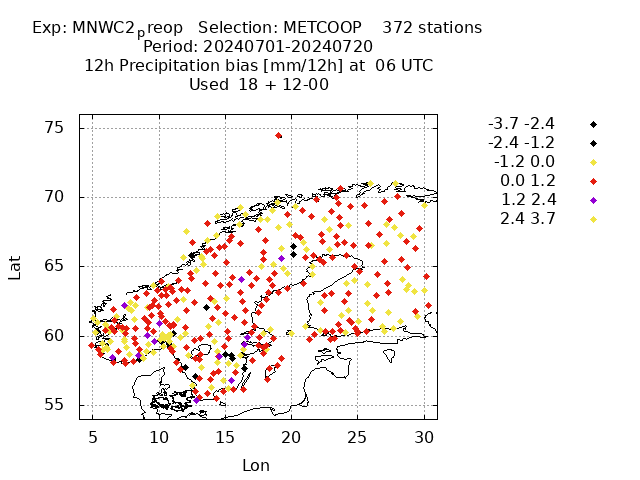 Exp: MNWC2preop   Selection: METCOOP    372 stations
Period: 20240701-20240720
12h Precipitation bias [mm/12h] at  06 UTC
Used  18 + 12-00
-3.7 -2.4
-2.4 -1.2
-1.2 0.0
0.0 1.2
1.2 2.4
2.4 3.7
75
70
65
60
55
Lat
5 10 15 20 25 30
Lon